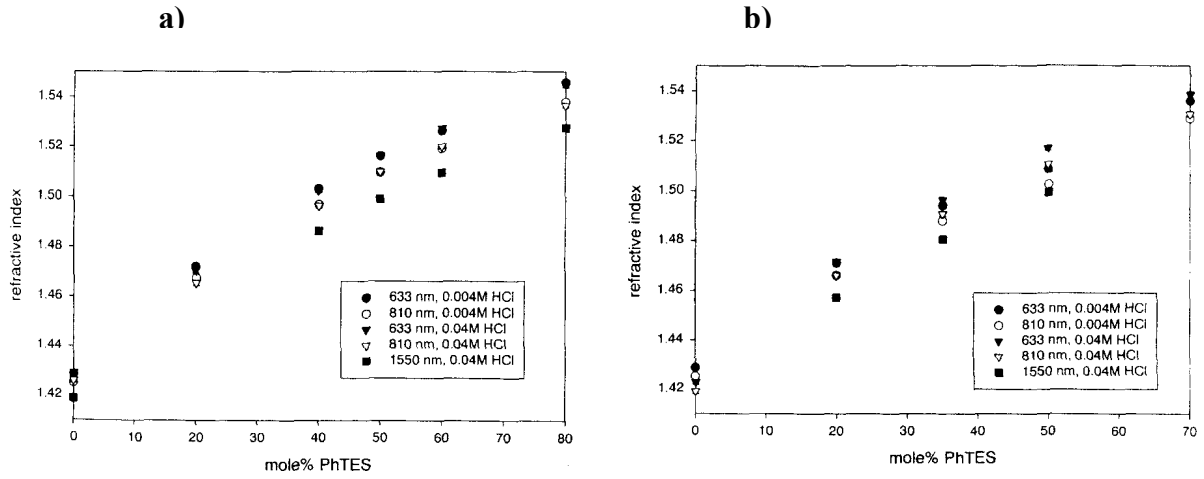 a)
b)
1.54
1.52
1.50
1.48
1.46
1.44
1.42
refractive index
633 nm, 0.004M HCl
810 nm, 0.004M HCl
633 nm, 0.04M HCl
810 nm, 0.04M HCl
1550 nm, 0.04M HCl
0 10 20 30 40 50 60 70 80
mole% PhTES
1.54
1.52
1.50
1.48
1.46
1.44
1.42
refractive index
633 nm, 0.004M HCl
810 nm, 0.004M HCl
633 nm, 0.04M HCl
810 nm, 0.04M HCl
1550 nm, 0.04M HCl
0 10 20 30 40 50 60 70
mole% PhTES